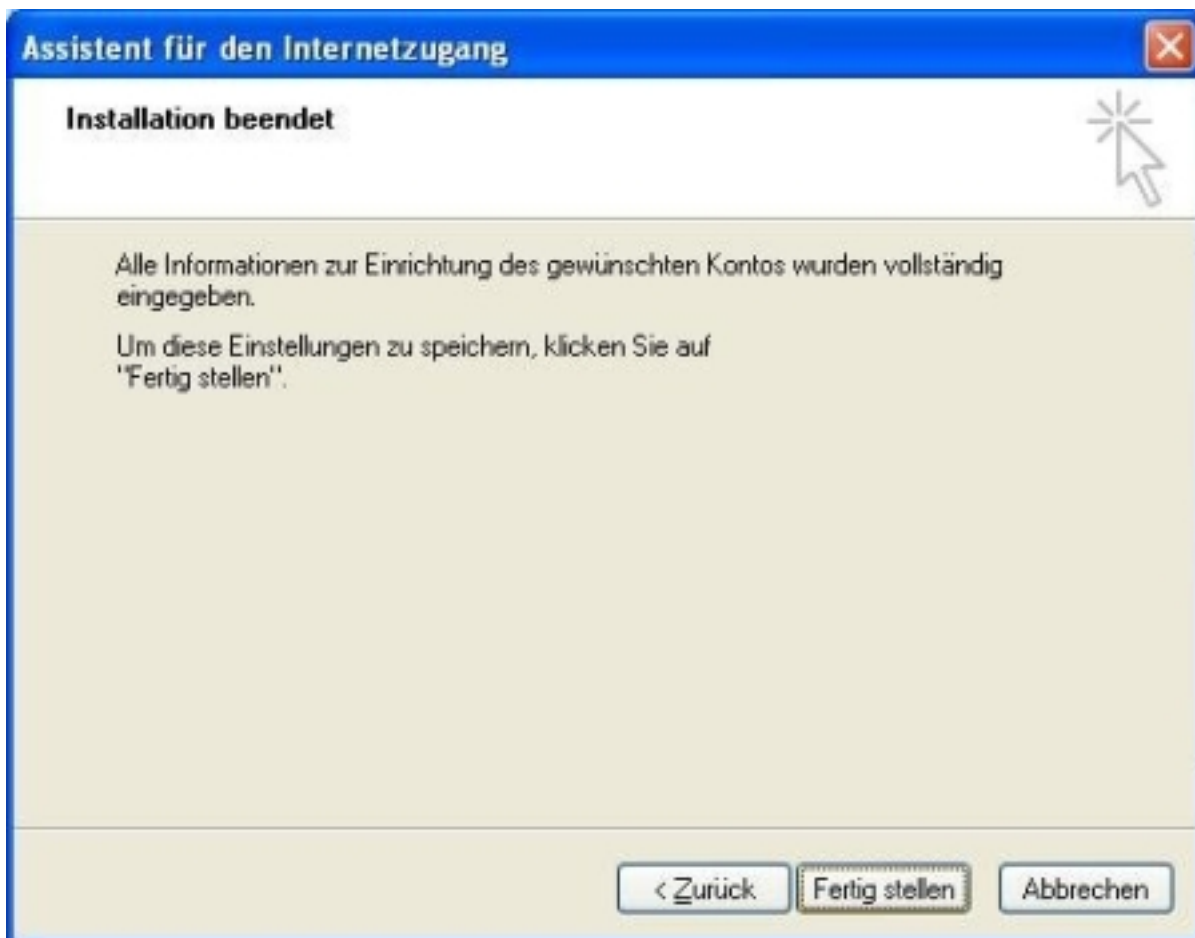 Assistent für den Internetzugang
Installation beendet
Alle Informationen zur Einrichtung des gewünschten Kontos wurden vollständig
eingegeben.
Um diese Einstellungen zu speichern, klicken Sie auf
"Fertig stellen".
< Zurück Fertig stellen Abbrechen